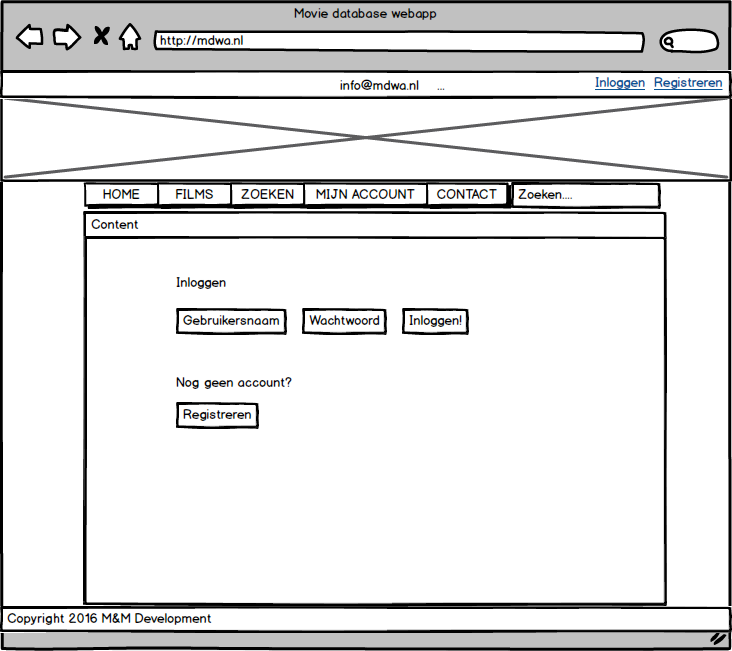 Movie database webapp
http://mdwa.nl
info@mdwa.nl ... Inloggen Registreren
HOME FILMS ZOEKEN MIJN ACCOUNT CONTACT Zoeken....
Content
Inloggen
Gebruikersnaam Wachtwoord Inloggen!
Nog geen account?
Registreren
Copyright 2016 M&M Development